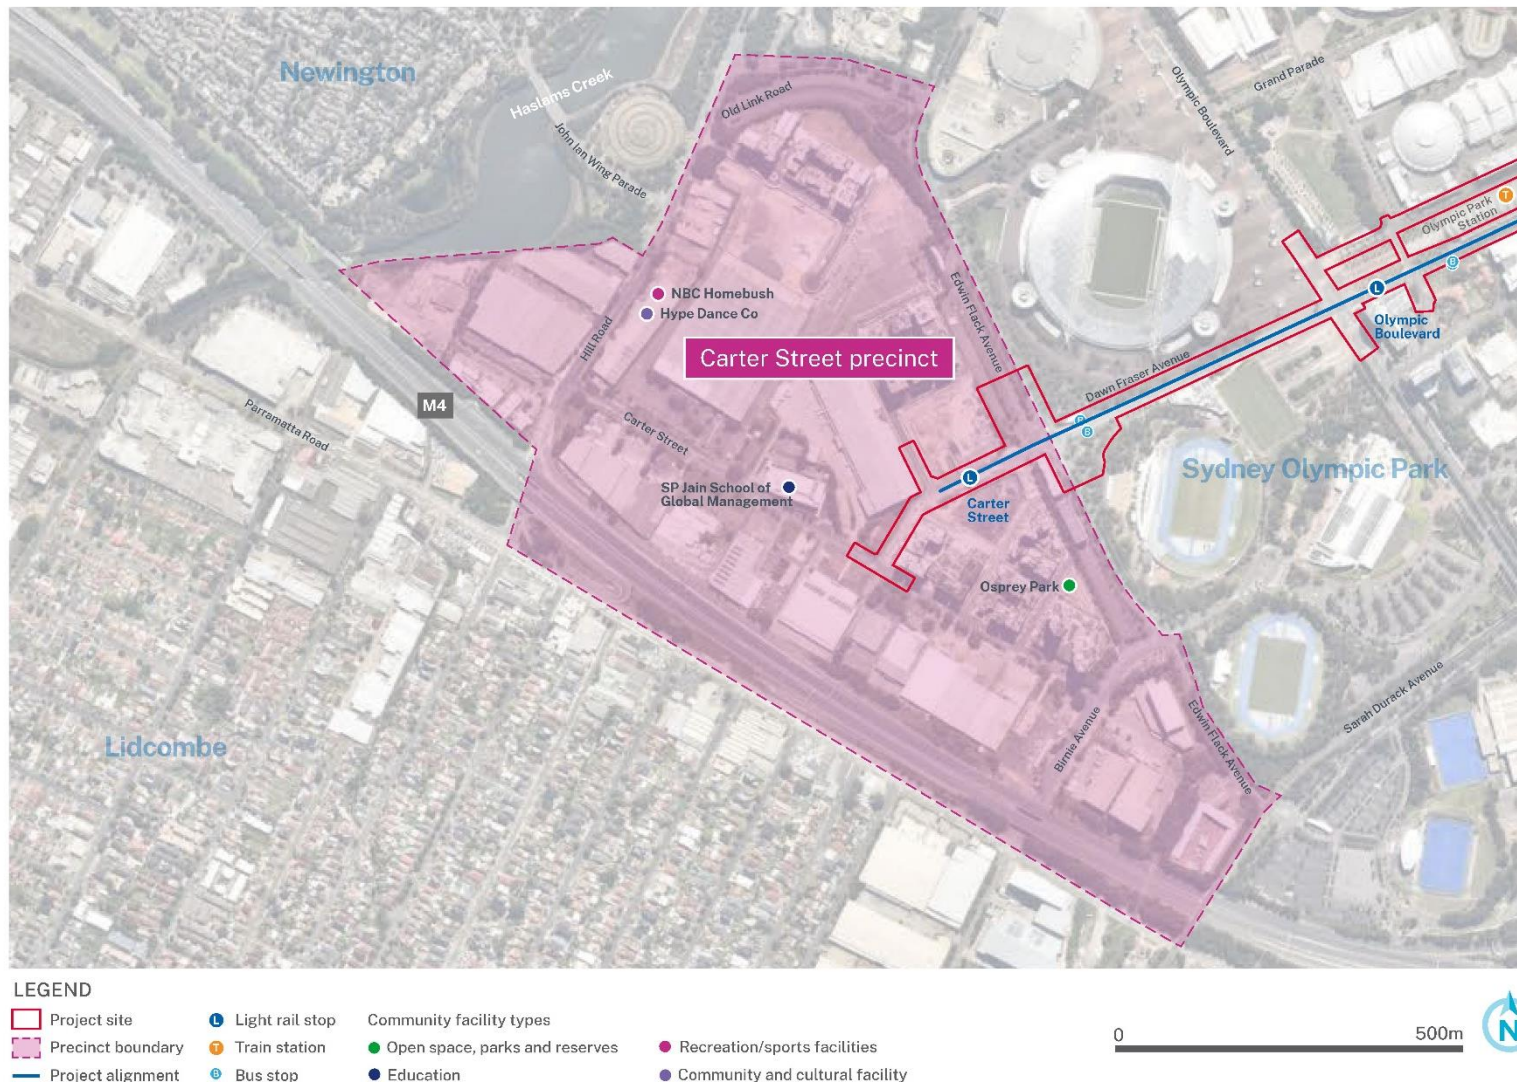 Newington
Haslams Creek
John Ian Wing Parade
Old Link Road
Olympic
Boulevard
Grand Parade
Olympic Park
Station
T
B
L
Olympic
Boulevard
NBC Homebush
Hype Dance Co
Hill Road
Edwin Flack Avenue
Carter Street precinct
Dawn Fraser Avenue
M4
Parramatta Road
Carter Street
B
B
Sydney Olympic Park
SP Jain School of
Global Management
L
Carter
Street
Osprey Park
Lidcombe
Birnie Avenue
Edwin Flack Avenue
Sarah Durack Avenue
LEGEND
Project site
L Light rail stop
Community facility types
Precinct boundary
T Train station
Open space, parks and reserves
Recreation/sports facilities
Project alignment
B Bus stop
Education
Community and cultural facility
0 500m
N